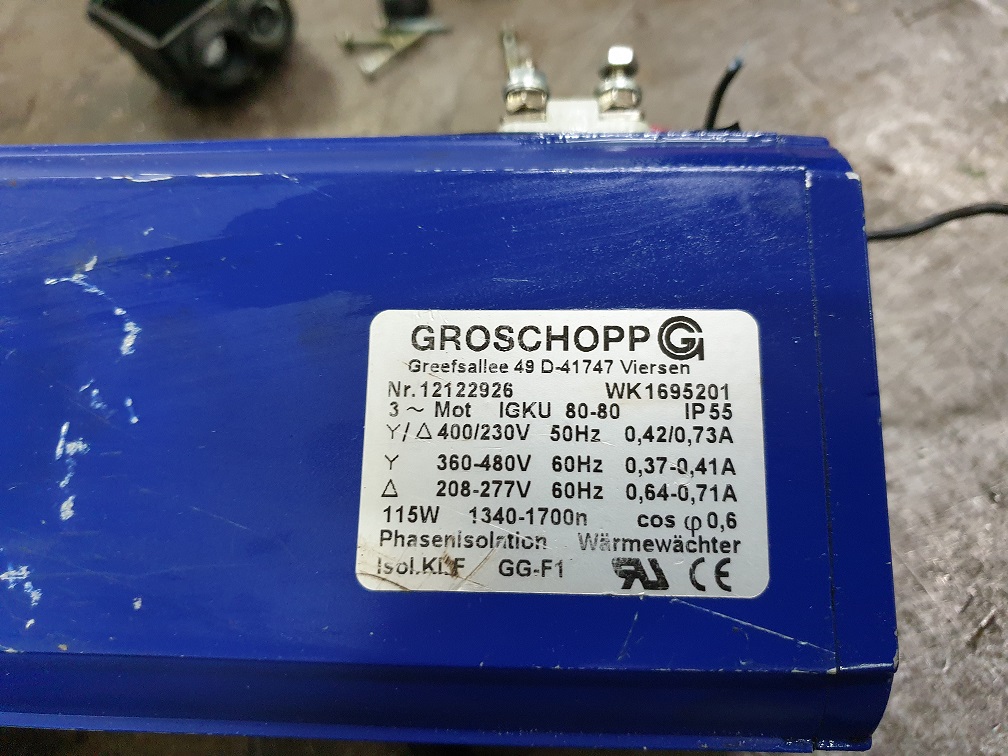 GROSCHOPP G
Greefsallee 49 D-41747 Viersen
Nr.12122926 WK1695201
3 ~ Mot IGKU 80-80 IP55
Y/Δ 400/230V 50Hz 0,42/0,73A
Y 360-480V 60Hz 0,37-0,41A
Δ 208-277V 60Hz 0,64-0,71A
115W 1340-1700n cos φ 0,6
Phasenisolation Wärmewächter
Isol.Kl.F GG-F1 RU CE